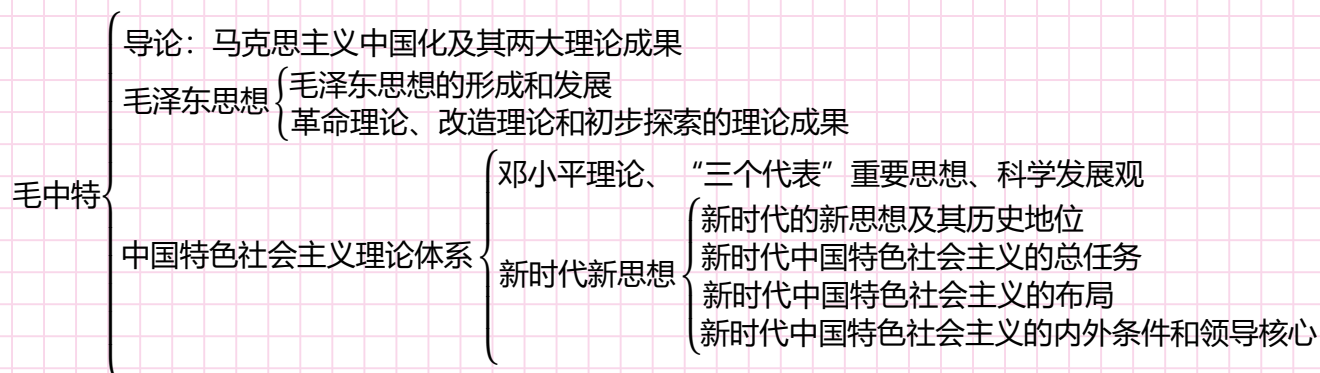 导论：马克思主义中国化及其两大理论成果
毛泽东思想
毛泽东思想的形成和发展
革命理论、改造理论和初步探索的理论成果
毛中特
中国特色社会主义理论体系
邓小平理论、“三个代表”重要思想、科学发展观
新时代新思想
新时代的新思想及其历史地位
新时代中国特色社会主义的总任务
新时代中国特色社会主义的布局
新时代中国特色社会主义的内外条件和领导核心